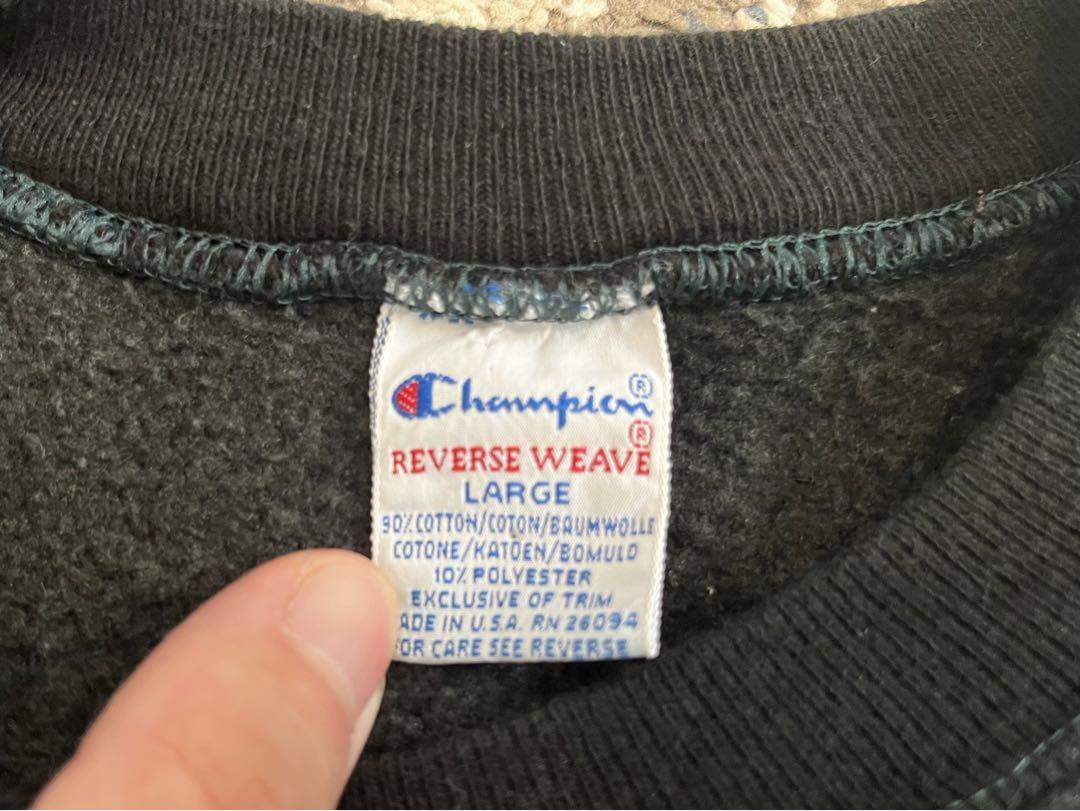 Champion®
REVERSE WEAVE®
LARGE
90% COTTON/COTON/BAUMWOLLE
COTONE/KATOEN/BOMULD
10% POLYESTER
EXCLUSIVE OF TRIM
ADE IN U.S.A. RN 26094
OR CARE SEE REVERSE